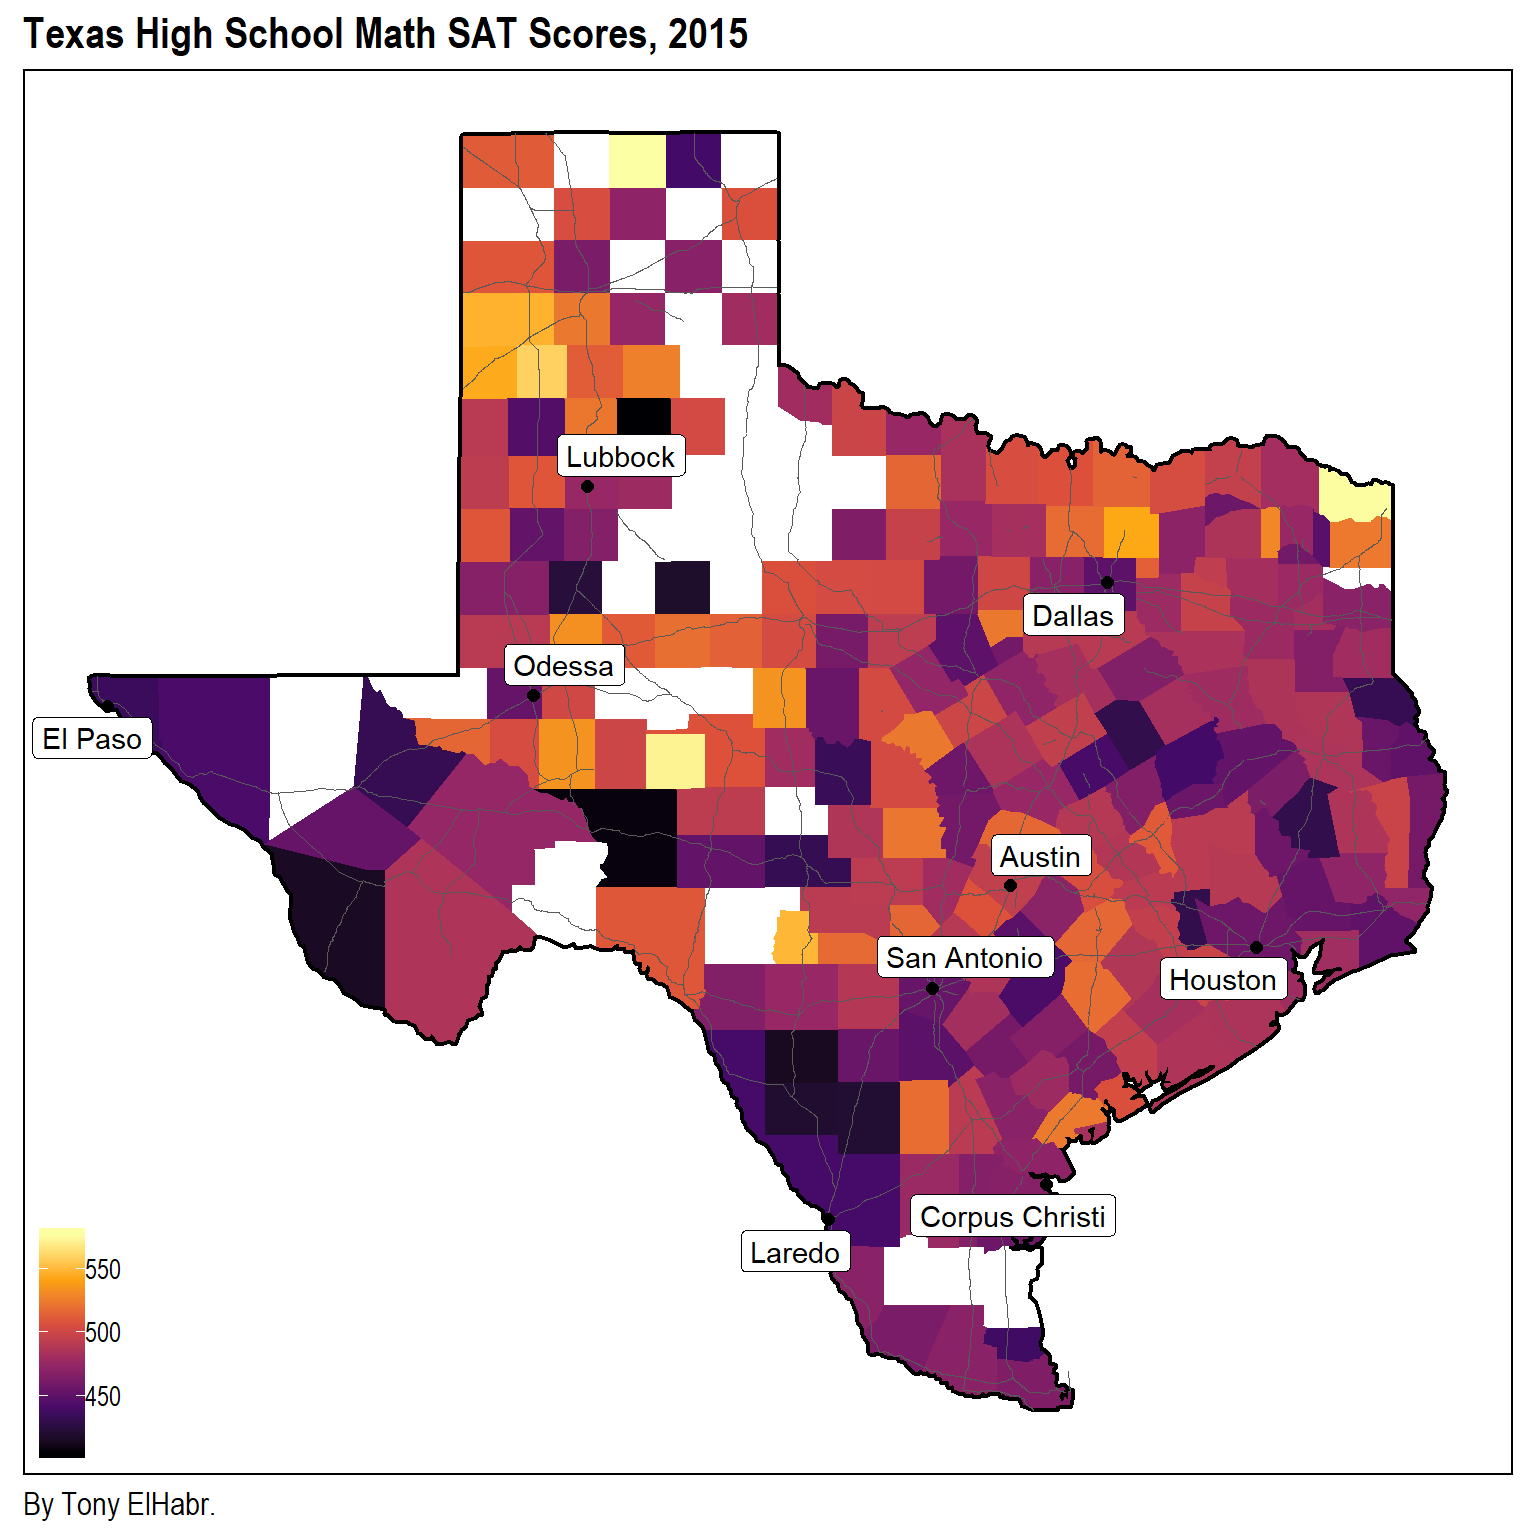 Texas High School Math SAT Scores, 2015
Lubbock
Dallas
Odessa
El Paso
Austin
San Antonio
Houston
Corpus Christi
Laredo
550
500
450
By Tony ElHabr.